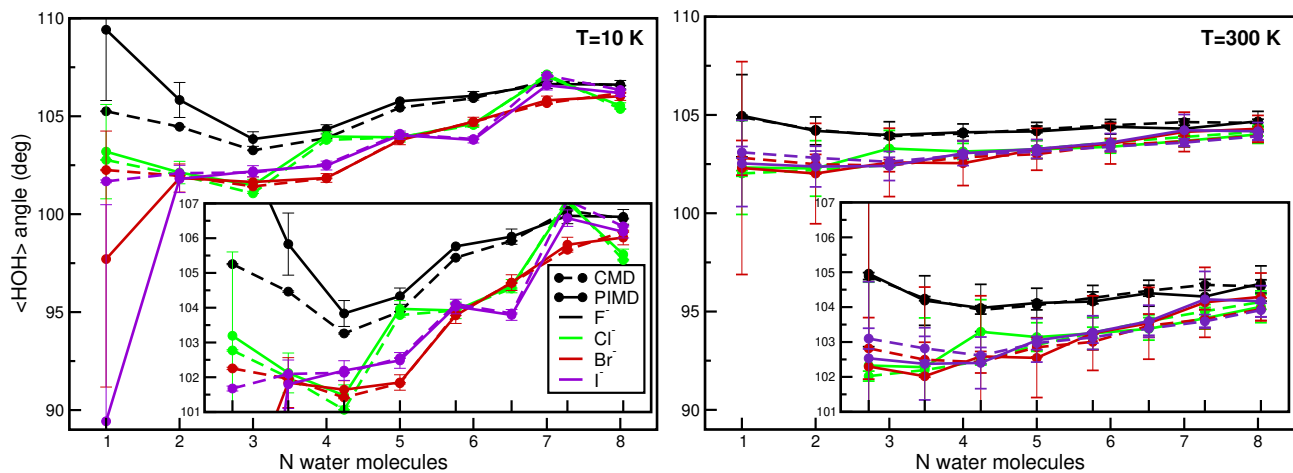 T=10 K
T=300 K
<HOH> angle (deg)
110
105
100
95
90
107
106
105
104
103
102
101
CMD
PIMD
F-
Cl-
Br-
I-
1 2 3 4 5 6 7 8
N water molecules
110
105
100
95
90
107
106
105
104
103
102
101
1 2 3 4 5 6 7 8
N water molecules